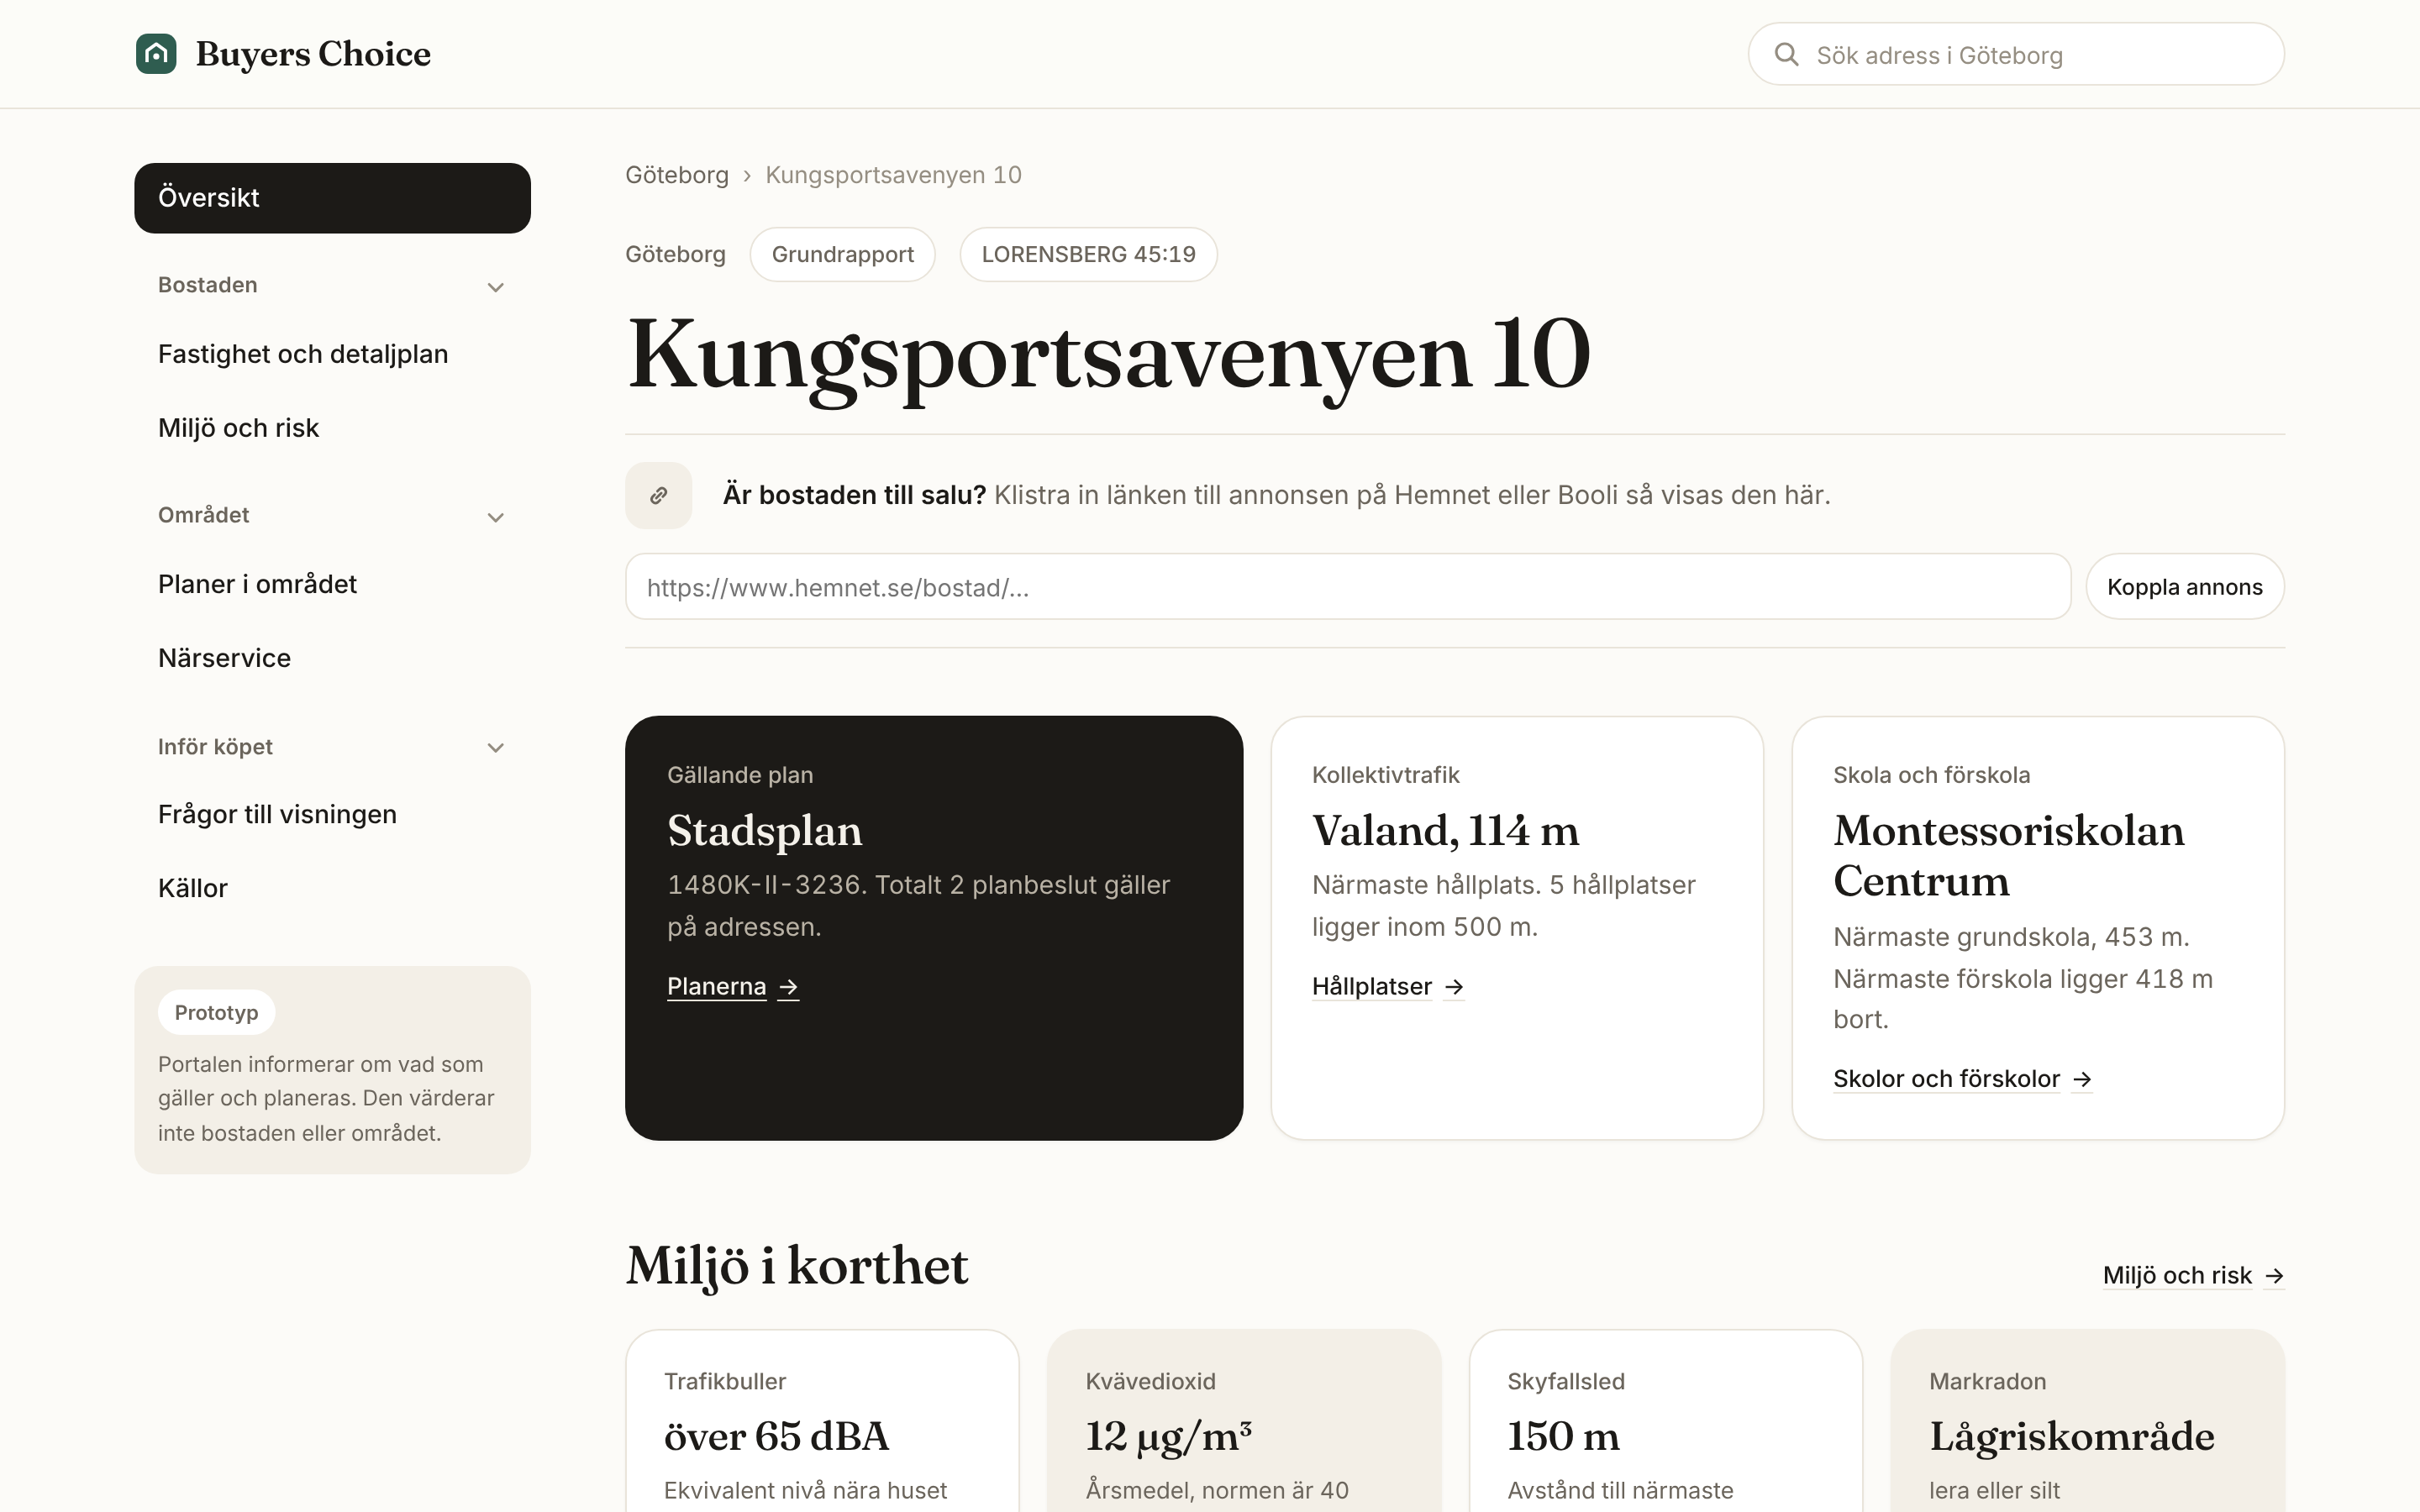 Buyers Choice
Sök adress i Göteborg
Översikt
Bostaden
Fastighet och detaljplan
Miljö och risk
Området
Planer i området
Närservice
Inför köpet
Frågor till visningen
Källor
Prototyp
Portalen informerar om vad som
gäller och planeras. Den värderar
inte bostaden eller området.
Göteborg › Kungsportsavenyen 10
Göteborg Grundrapport LORENSBERG 45:19
Kungsportsavenyen 10
Är bostaden till salu? Klistra in länken till annonsen på Hemnet eller Booli så visas den här.
https://www.hemnet.se/bostad/...
Koppla annons
Gällande plan
Stadsplan
1480K-II-3236. Totalt 2 planbeslut gäller
på adressen.
Planerna →
Kollektivtrafik
Valand, 114 m
Närmaste hållplats. 5 hållplatser
ligger inom 500 m.
Hållplatser →
Skola och förskola
Montessoriskolan
Centrum
Närmaste grundskola, 453 m.
Närmaste förskola ligger 418 m
bort.
Skolor och förskolor →
Miljö i korthet
Miljö och risk →
Trafikbuller
över 65 dBA
Ekvivalent nivå nära huset
Kvävedioxid
12 µg/m³
Årsmedel, normen är 40
Skyfallsled
150 m
Avstånd till närmaste
Markradon
Lågriskområde
lera eller silt